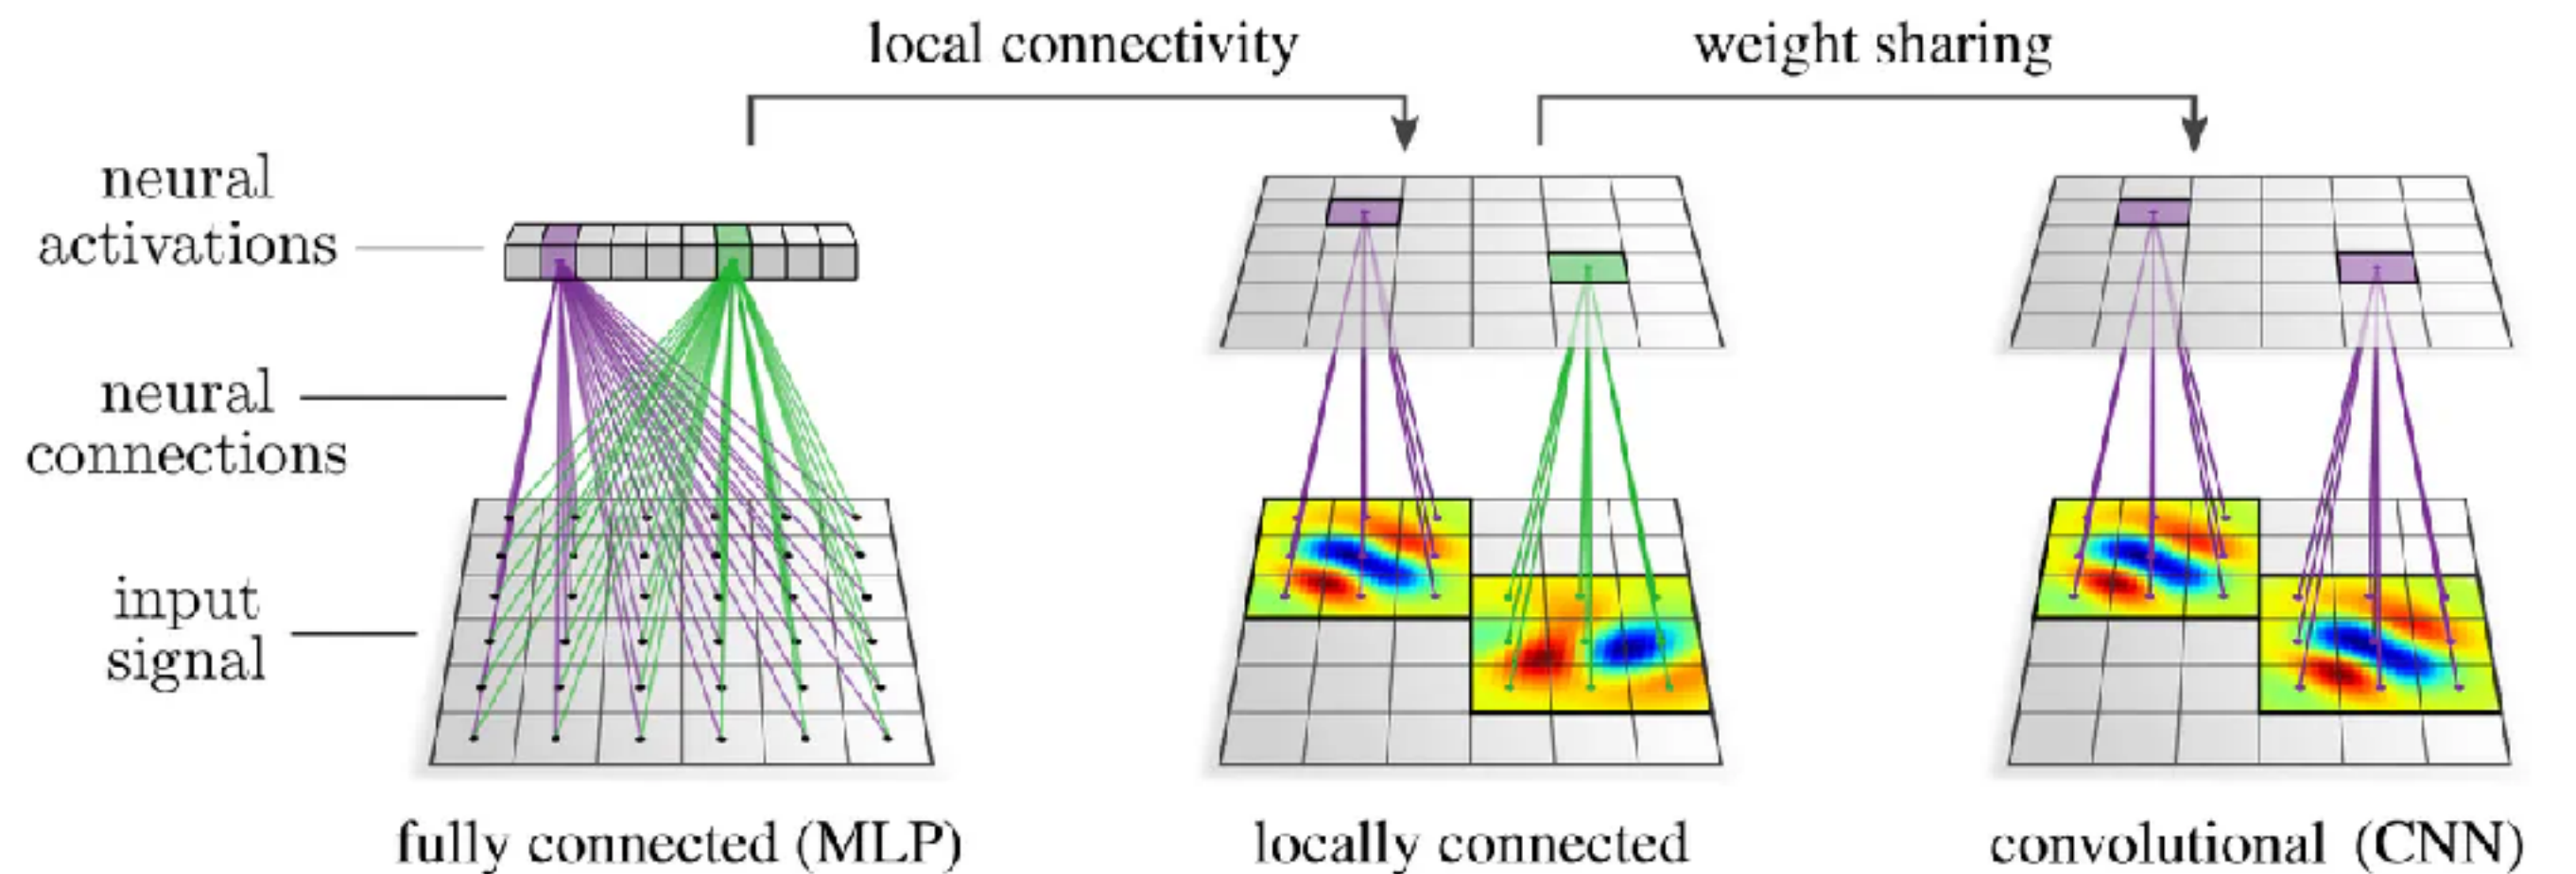 local connectivity
weight sharing
neural
activations
neural
connections
input
signal
fully connected (MLP)
locally connected
convolutional (CNN)